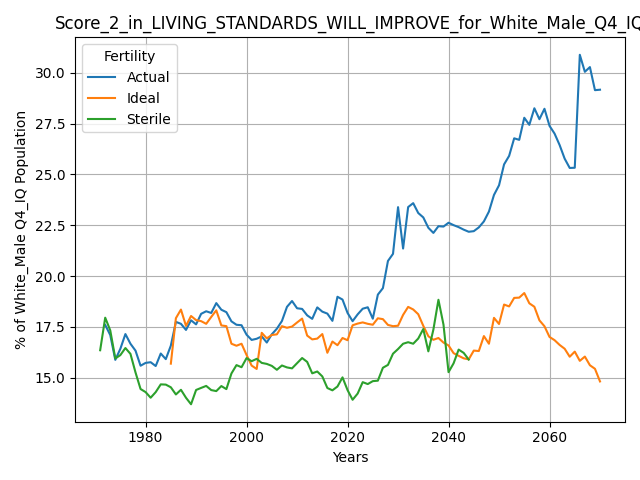 Score_2_in_LIVING_STANDARDS_WILL_IMPROVE_for_White_Male_Q4_IQ
Fertility
Actual
Ideal
Sterile
% of White_Male Q4_IQ Population
30.0
27.5
25.0
22.5
20.0
17.5
15.0
1980
2000
2020
2040
2060
Years